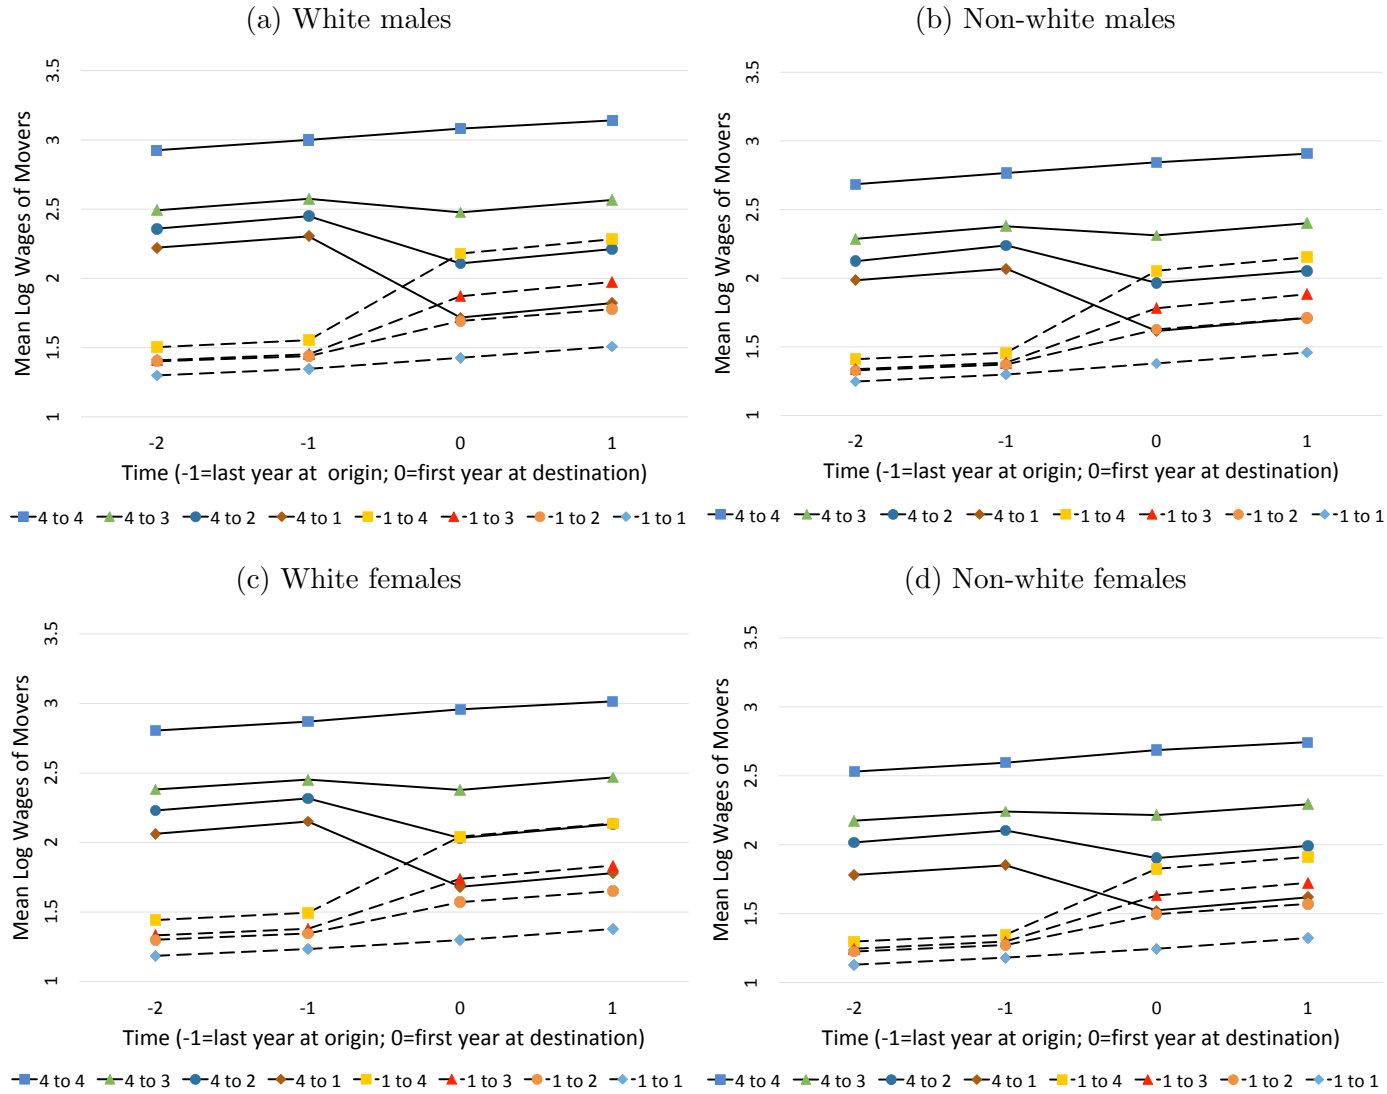 (a) White males
Mean Log Wages of Movers
3.5
3
2.5
2
1.5
1
-2 -1 0 1
Time (-1=last year at origin; 0=first year at destination)
4 to 4 4 to 3 4 to 2 4 to 1 1 to 4 1 to 3 1 to 2 1 to 1
(b) Non-white males
Mean Log Wages of Movers
3.5
3
2.5
2
1.5
1
-2 -1 0 1
Time (-1=last year at origin; 0=first year at destination)
4 to 4 4 to 3 4 to 2 4 to 1 1 to 4 1 to 3 1 to 2 1 to 1
(c) White females
Mean Log Wages of Movers
3.5
3
2.5
2
1.5
1
-2 -1 0 1
Time (-1=last year at origin; 0=first year at destination)
4 to 4 4 to 3 4 to 2 4 to 1 1 to 4 1 to 3 1 to 2 1 to 1
(d) Non-white females
Mean Log Wages of Movers
3.5
3
2.5
2
1.5
1
-2 -1 0 1
Time (-1=last year at origin; 0=first year at destination)
4 to 4 4 to 3 4 to 2 4 to 1 1 to 4 1 to 3 1 to 2 1 to 1